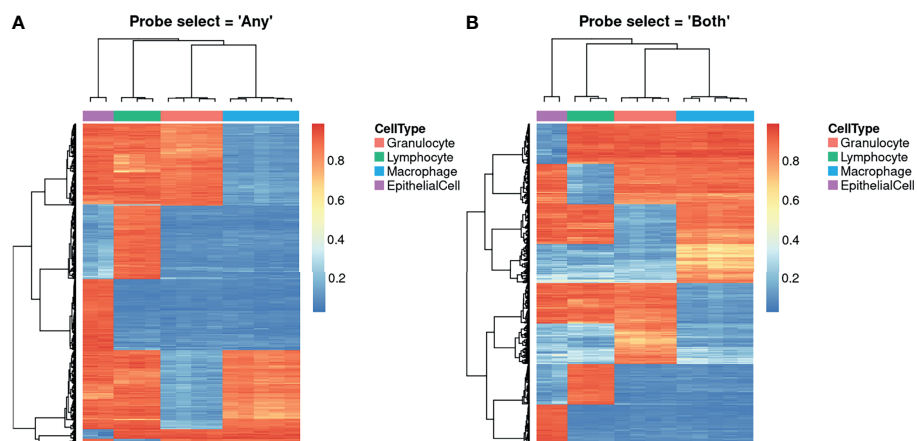 A
Probe select = 'Any'
CellType
Granulocyte
Lymphocyte
Macrophage
EpithelialCell
0.8
0.6
0.4
0.2
B
Probe select = 'Both'
CellType
Granulocyte
Lymphocyte
Macrophage
EpithelialCell
0.8
0.6
0.4
0.2